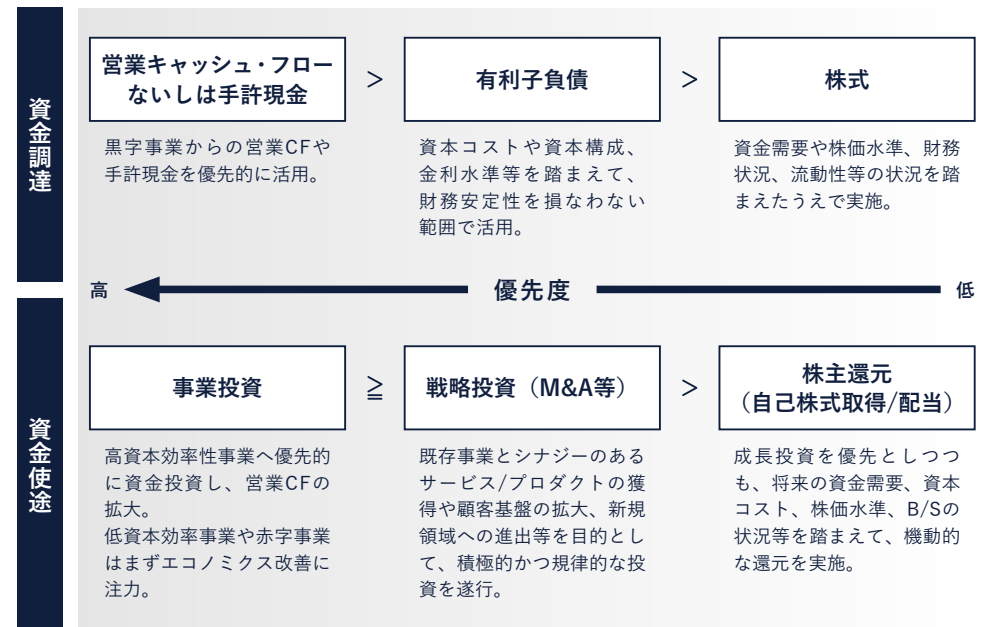 資金調達
営業キャッシュ・フロー
ないしは手許現金
>
有利子負債
>
株式
黒字事業からの営業CFや
手許現金を優先的に活用。
資本コストや資本構成、
金利水準等を踏まえて、
財務安定性を損なわない
範囲で活用。
資金需要や株価水準、財務
状況、流動性等の状況を踏
まえたうえで実施。
高
優先度
低
資金使途
事業投資
≧
戦略投資（M&A等）
>
株主還元
（自己株式取得/配当）
高資本効率性事業へ優先的
に資金投資し、営業CFの
拡大。
低資本効率事業や赤字事業
はまずエコノミクス改善に
注力。
既存事業とシナジーのある
サービス/プロダクトの獲
得や顧客基盤の拡大、新規
領域への進出等を目的とし
て、積極的かつ規律的な投
資を遂行。
成長投資を優先としつつ
も、将来の資金需要、資本
コスト、株価水準、B/Sの
状況等を踏まえて、機動的
な還元を実施。